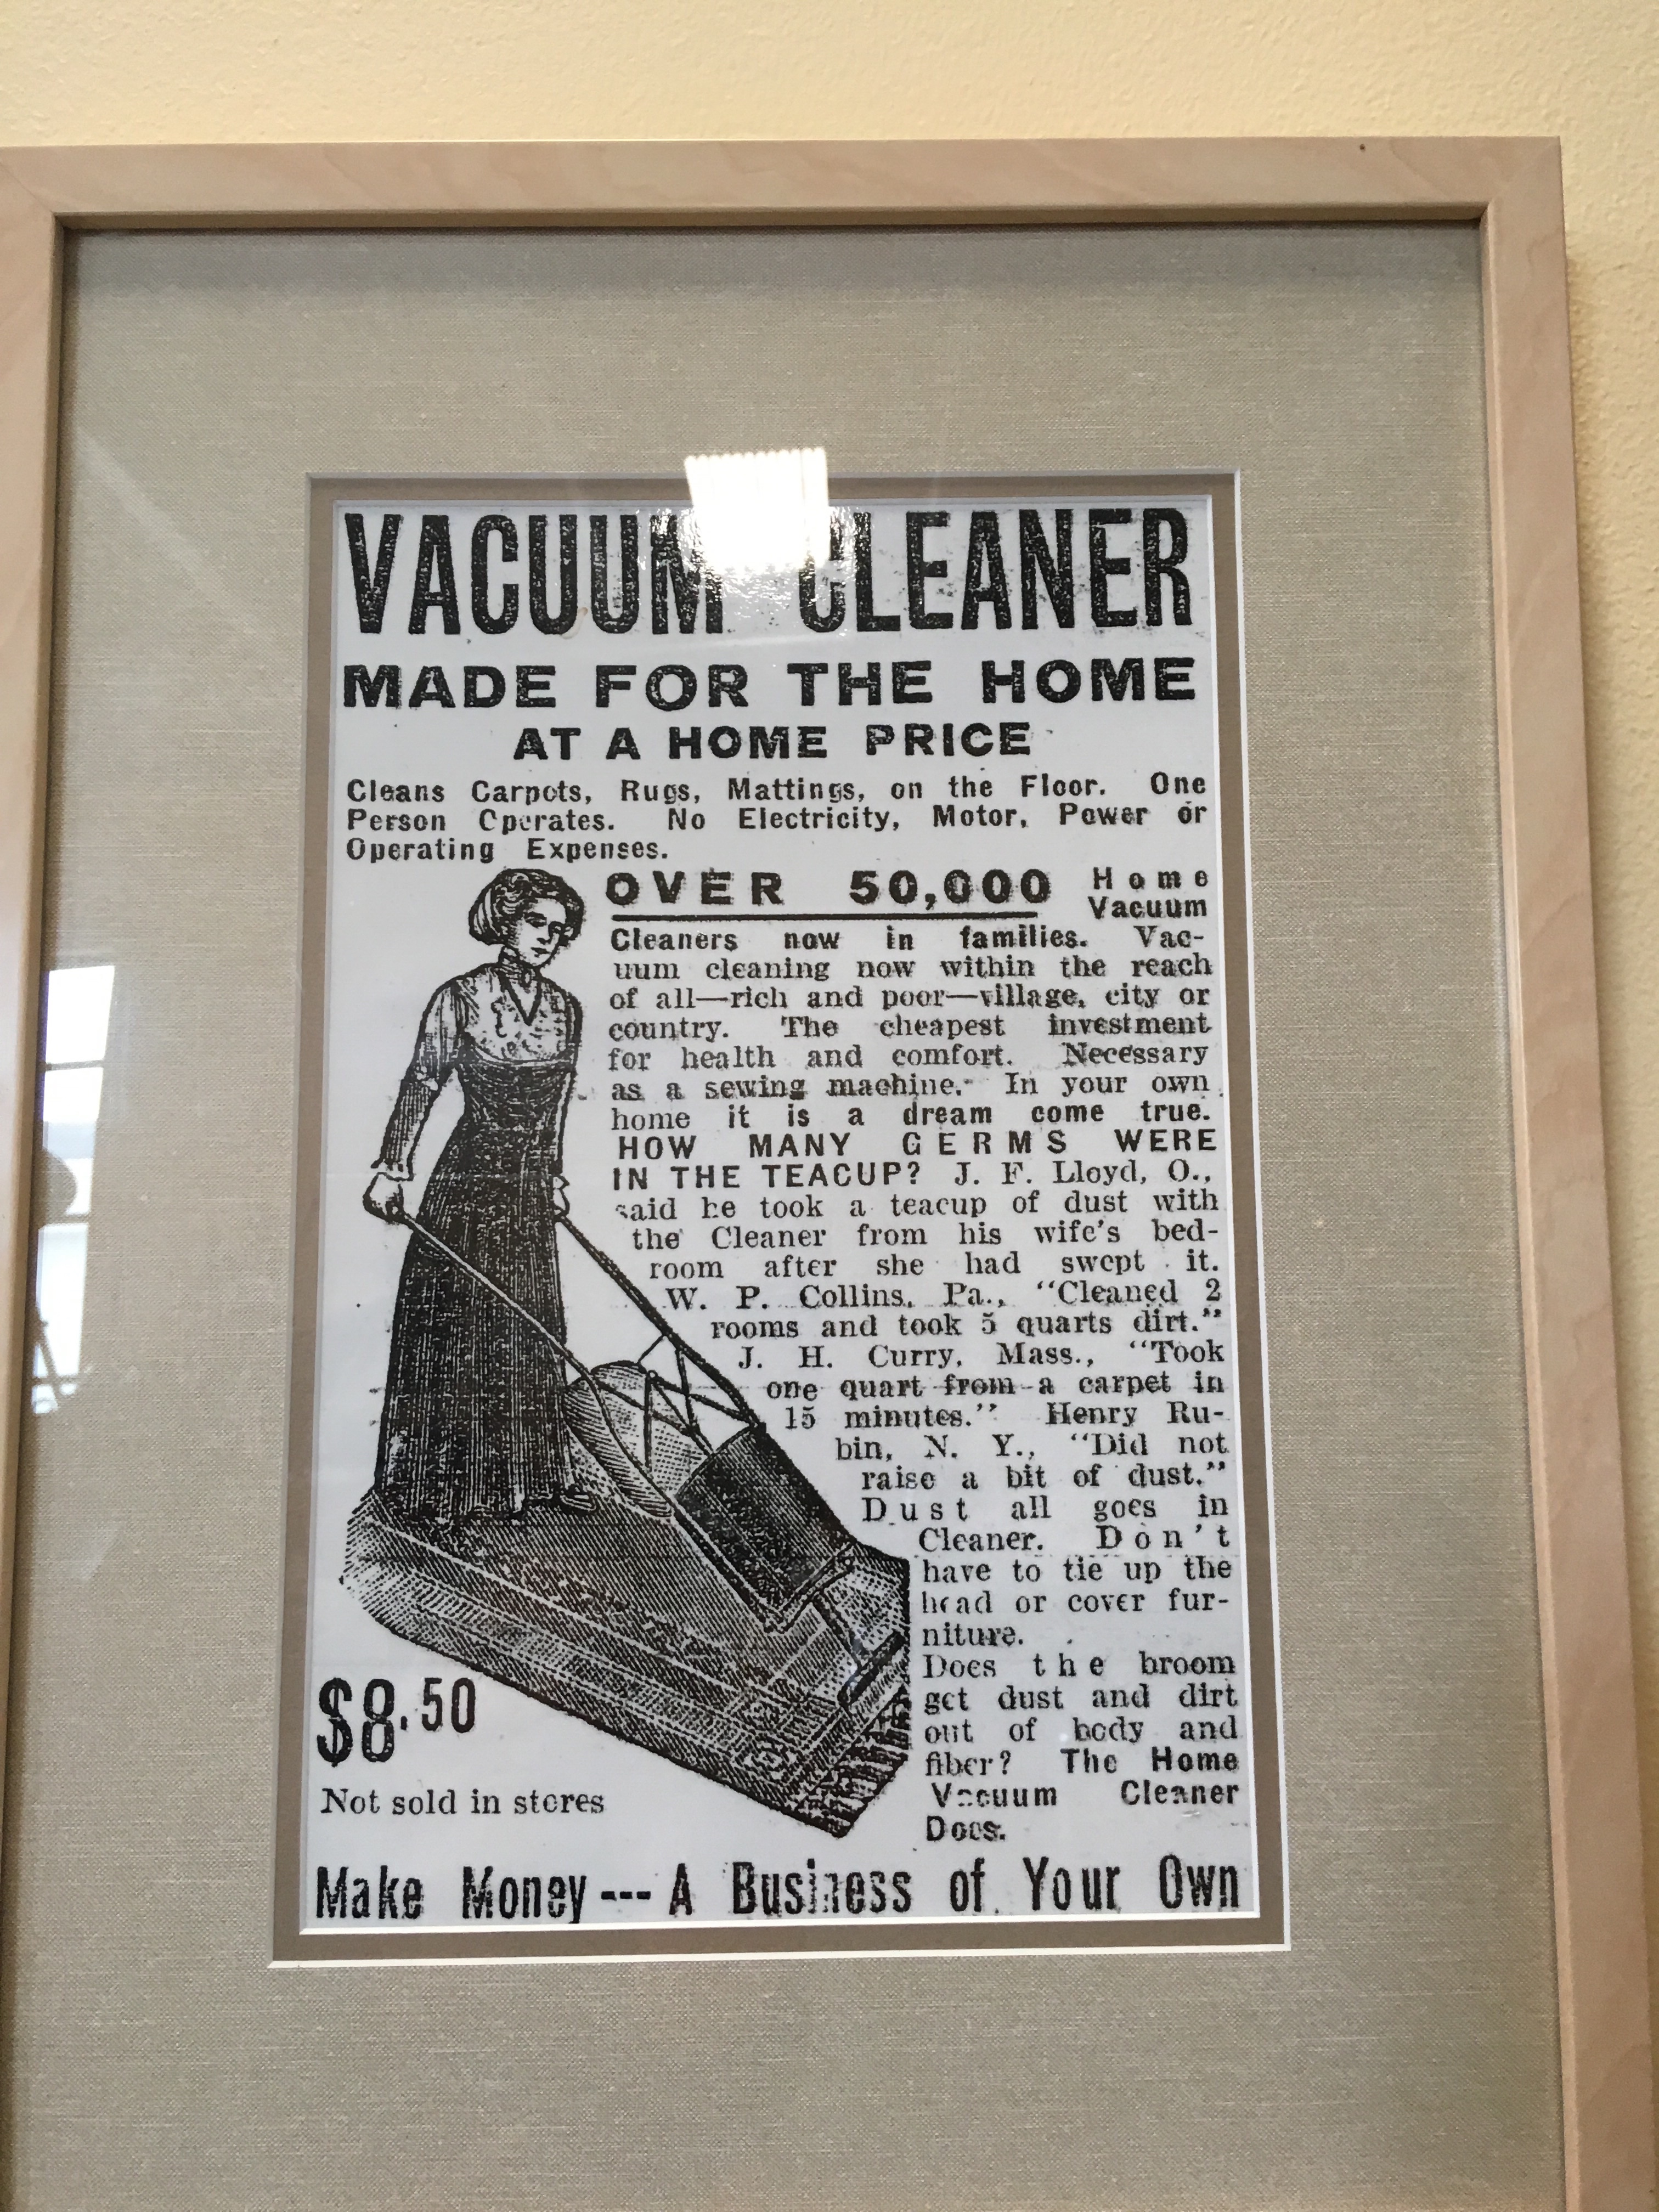 VACUUM CLEANER
MADE FOR THE HOME
AT A HOME PRICE
Cleans Carpets, Rugs, Mattings, on the Floor. One
Person Operates. No Electricity, Motor, Power or
Operating Expenses.
OVER 50,000 Home
Vacuum
Cleaners now in families. Vac-
uum cleaning now within the reach
of all—rich and poor—village, city or
country. The cheapest investment
for health and comfort. Necessary
as a sewing machine. In your own
home it is a dream come true.
HOW MANY GERMS WERE
IN THE TEACUP? J. F. Lloyd, O.,
said he took a teacup of dust with
the Cleaner from his wife's bed-
room after she had swept it.
W. P. Collins, Pa., "Cleaned 2
rooms and took 5 quarts dirt."
J. H. Curry, Mass., "Took
one quart from a carpet in
15 minutes." Henry Ru-
bin, N. Y., "Did not
raise a bit of dust."
Dust all goes in
Cleaner. Don't
have to tie up the
head or cover fur-
niture.
Does the broom
get dust and dirt
out of body and
fiber? The Home
Vacuum Cleaner
Does.
$8.50
Not sold in stores
Make Money---A Business of Your Own